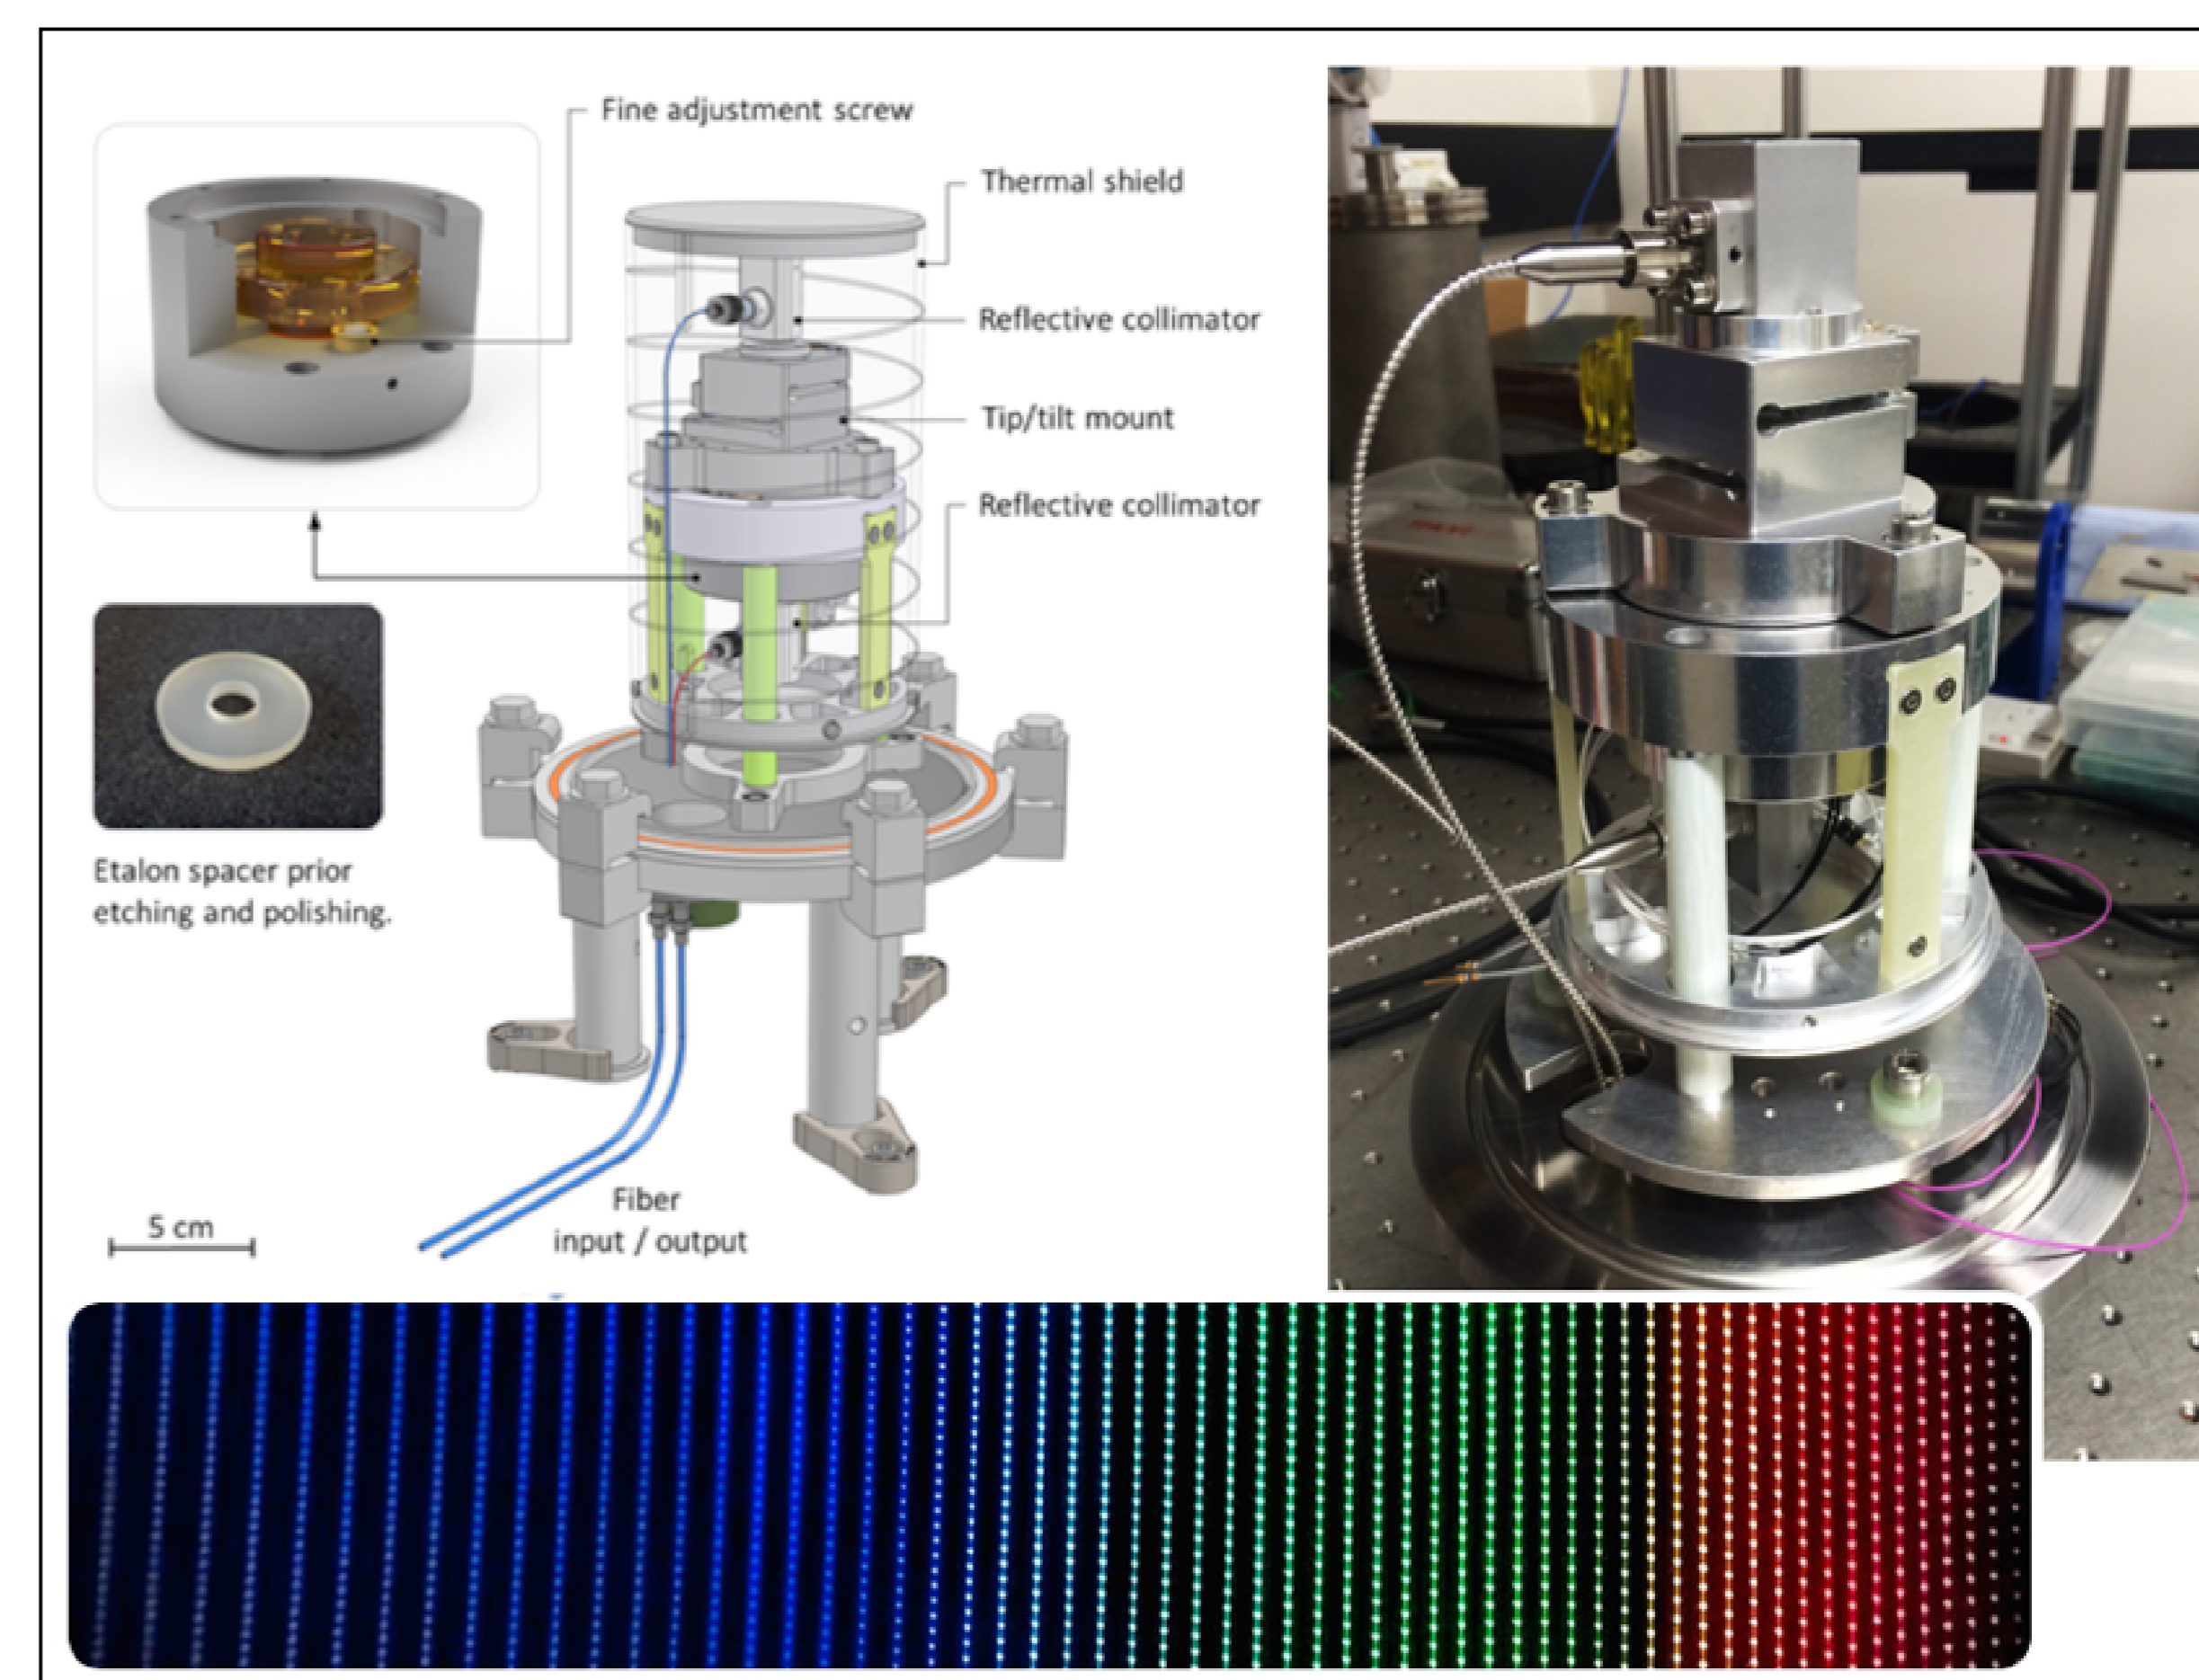 Fine adjustment screw
Thermal shield
Reflective collimator
Tip/tilt mount
Reflective collimator
Etalon spacer prior
etching and polishing.
Fiber
input / output
5 cm